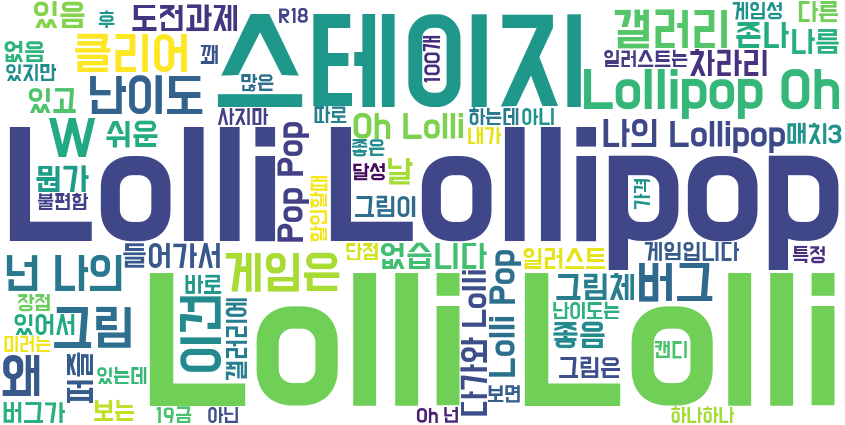 있음
후
도전과제
R18
스테이지
갤러리
게임성
다른
존나
나름
없음
있지만
클리어
꽤
많은
100개
일러스트는
차라리
난이도
있고
사지마
따로
Lollipop Oh
하는데
아니
W
쉬운
Oh Lolli
내가
나의 Lollipop
매치3
Lolli Lollipop
Pop Pop
좋은
뭔가
불편함
달성
날
할인할때
그림이
가격
들어가서
단점
없습니다
일러스트
게임입니다
특정
넌 나의
바로
게임은
Lolli Pop
그림체
버그
장점
있어서
그림
이건
갤러리에
Lolli Lolli
다가와 Lolli
난이도는
좋음
미러는
왜
퍼즐
있는데
그림은
캔디
보면
버그가
보는
19금
아닌
Oh 넌
하나하나